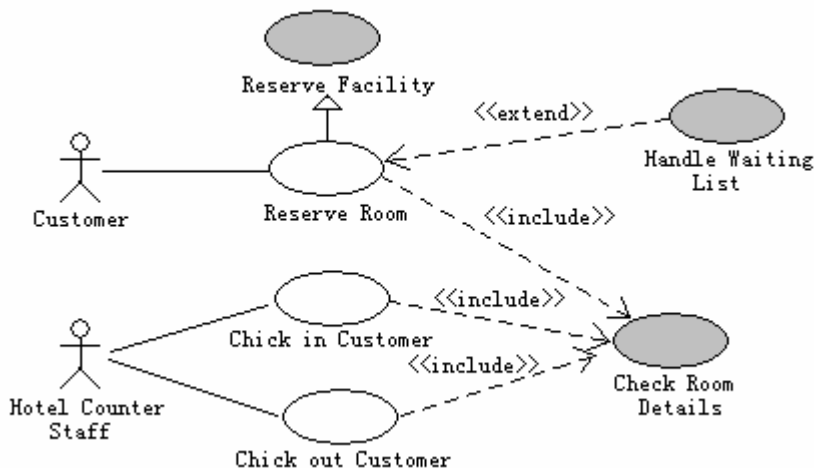 Reserve Facility
<<extend>>
Handle Waiting
List
Customer
Reserve Room
<<include>>
<<include>>
Chick in Customer
<<include>>
Check Room
Details
Hotel Counter
Staff
Chick out Customer